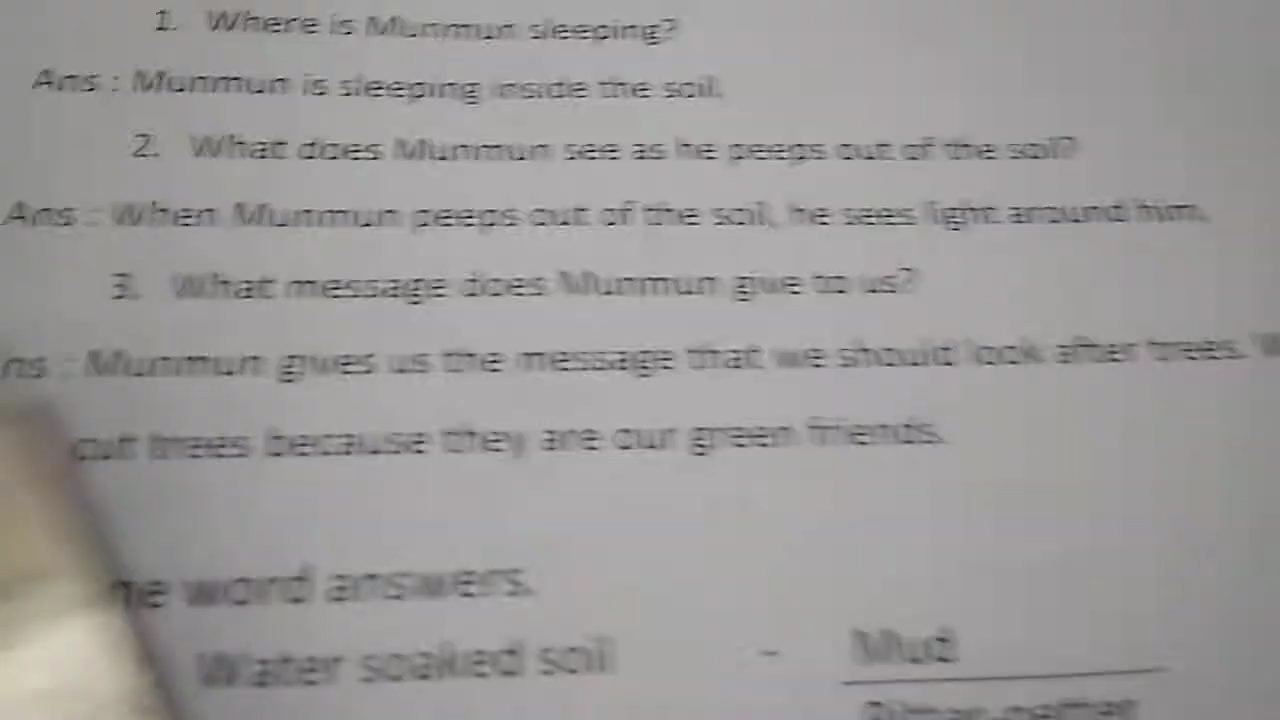 1. Where is Munmun sleeping?
Ans : Munmun is sleeping inside the soil.
2. What does Munmun see as he peeps out of the soil?
Ans : When Munmun peeps out of the soil, he sees light around him.
3. What message does Munmun give to us?
ns : Munmun gives us the message that we should look after trees. W
cut trees because they are our green friends.
ne word answers.
Water soaked soil - Mud